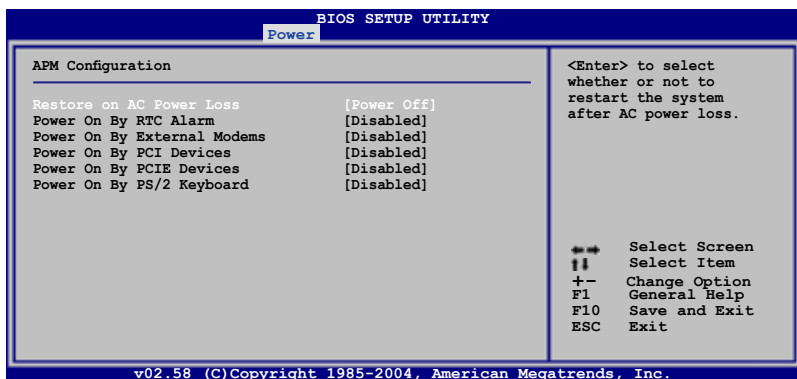 BIOS SETUP UTILITY
Power
APM Configuration
Restore on AC Power Loss [Power Off]
Power On By RTC Alarm [Disabled]
Power On By External Modems [Disabled]
Power On By PCI Devices [Disabled]
Power On By PCIE Devices [Disabled]
Power On By PS/2 Keyboard [Disabled]
<Enter> to select
whether or not to
restart the system
after AC power loss.
←→ Select Screen
↑↓ Select Item
+- Change Option
F1 General Help
F10 Save and Exit
ESC Exit
v02.58 (C)Copyright 1985-2004, American Megatrends, Inc.